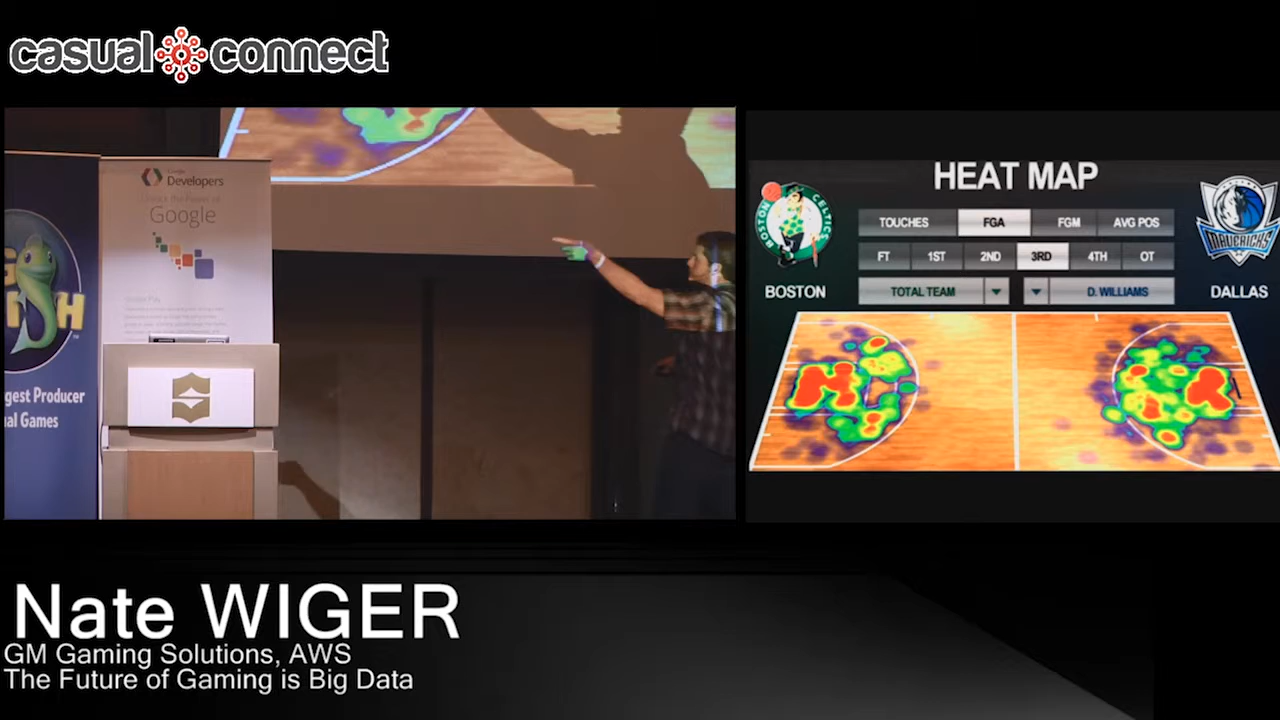 casual connect
Developers
Google
G
ISH
gest Producer
ual Games
HEAT MAP
BOSTON CELTICS
MAVERICKS
TOUCHES
FGA
FGM
AVG POS
FT
1ST
2ND
3RD
4TH
OT
BOSTON
TOTAL TEAM
D. WILLIAMS
DALLAS
Nate WIGER
GM Gaming Solutions, AWS
The Future of Gaming is Big Data